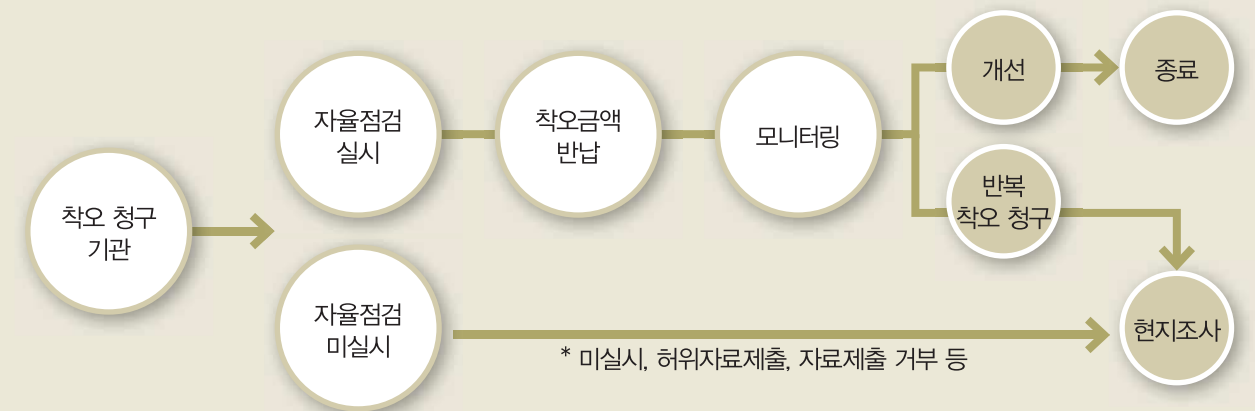 착오 청구
기관
자율점검
실시
착오금액
반납
모니터링
개선
종료
반복
착오 청구
자율점검
미실시
* 미실시, 허위자료제출, 자료제출 거부 등
현지조사